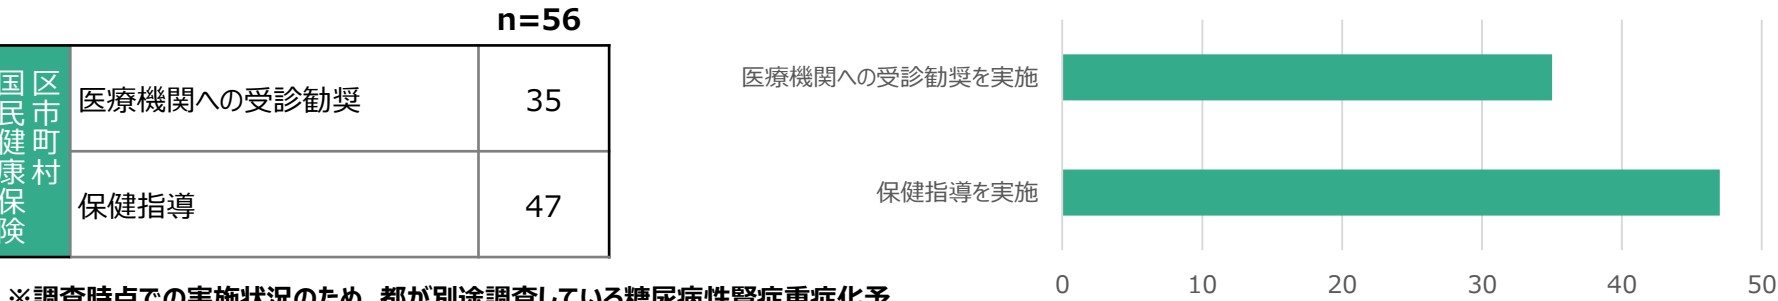 n=56
区市町村
国民健康保険
医療機関への受診勧奨
35
保健指導
47
医療機関への受診勧奨を実施
保健指導を実施
0 10 20 30 40 50
※調査時点での実施状況のため、都が別途調査している糖尿病性腎症重症化予